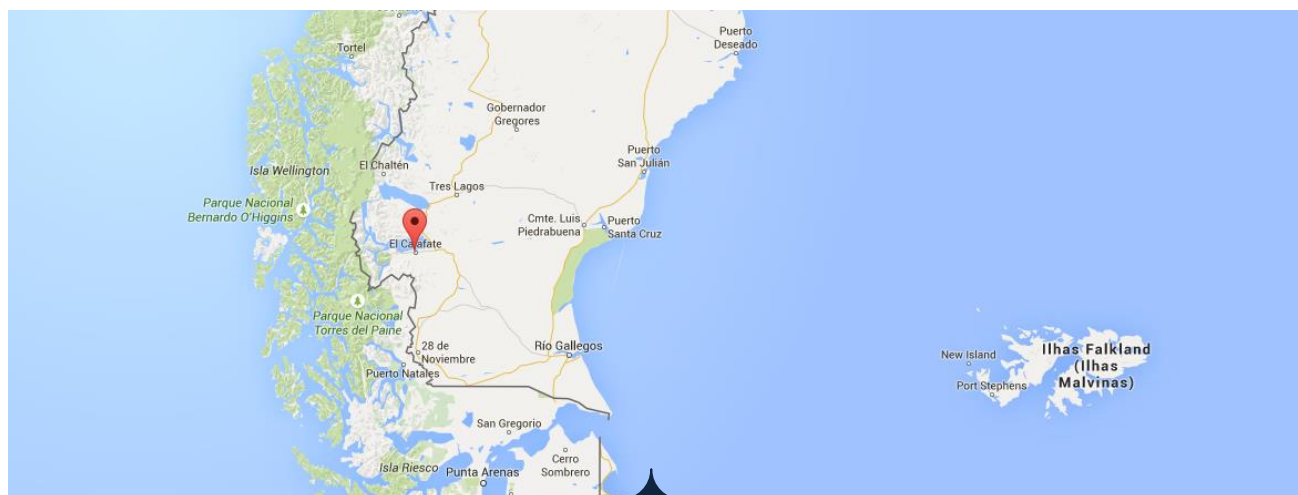 Tortel
Puerto
Deseado
Gobernador
Gregores
Puerto
San Julián
El Chaltén
Isla Wellington
Tres Lagos
Parque Nacional
Bernardo O'Higgins
Cmte. Luis
Piedrabuena
Puerto
Santa Cruz
El Calafate
Parque Nacional
Torres del Paine
28 de
Noviembre
Río Gallegos
Puerto Natales
New Island
Ilhas Falkland
(Ilhas
Malvinas)
Port Stephens
San Gregorio
Isla Riesco
Punta Arenas
Cerro
Sombrero